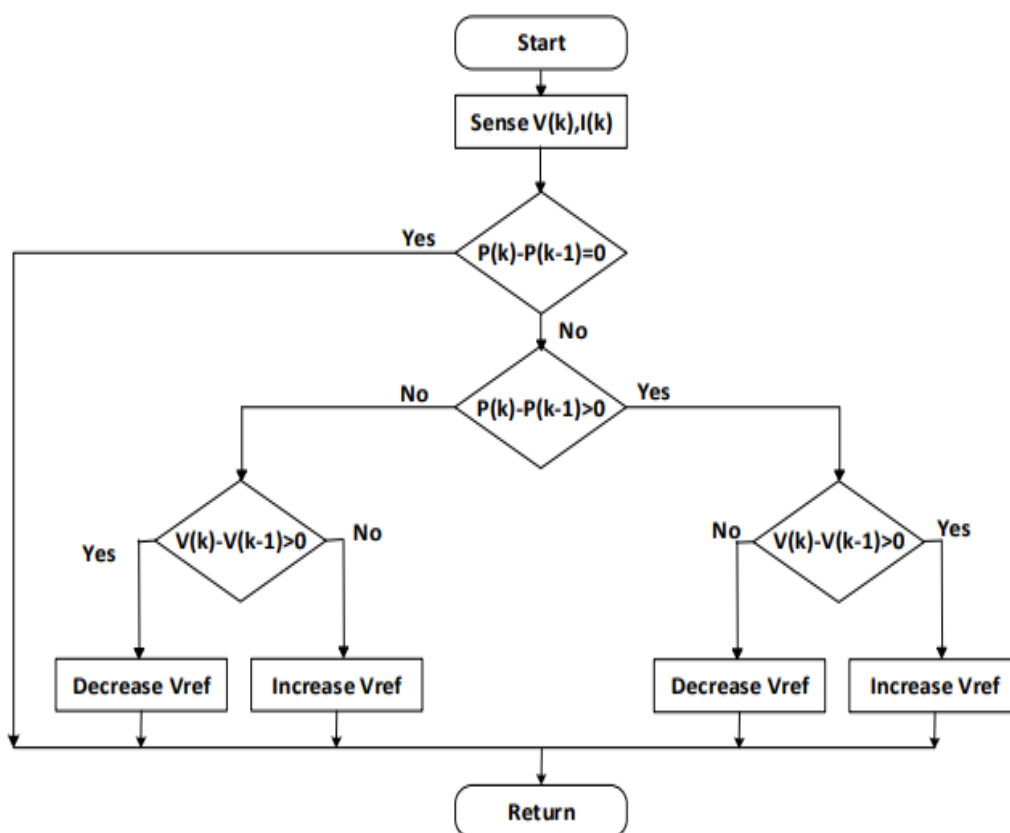 Start
Sense V(k),I(k)
Yes
P(k)-P(k-1)=0
No
No
P(k)-P(k-1)>0
Yes
Yes
V(k)-V(k-1)>0
No
No
V(k)-V(k-1)>0
Yes
Decrease Vref
Increase Vref
Decrease Vref
Increase Vref
Return